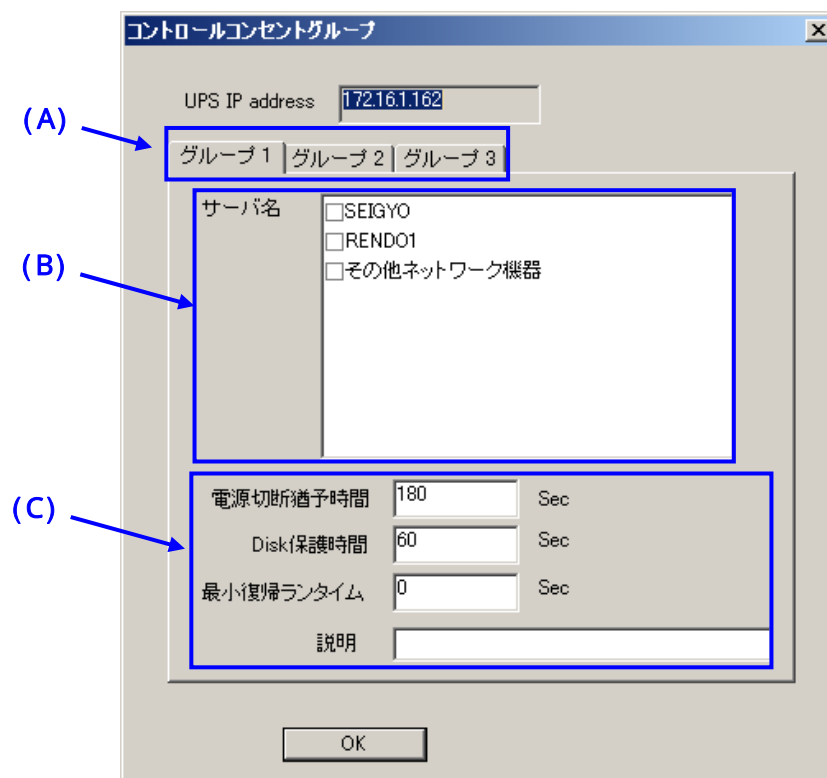 コントロールコンセントグループ
UPS IP address 172.16.1.162
(A)
グループ 1 グループ 2 グループ 3
サーバ名
SEIGYO
RENDO1
(B)
その他ネットワーク機器
(C)
電源切断猶予時間 180 Sec
Disk保護時間 60 Sec
最小復帰ランタイム 0 Sec
説明
OK